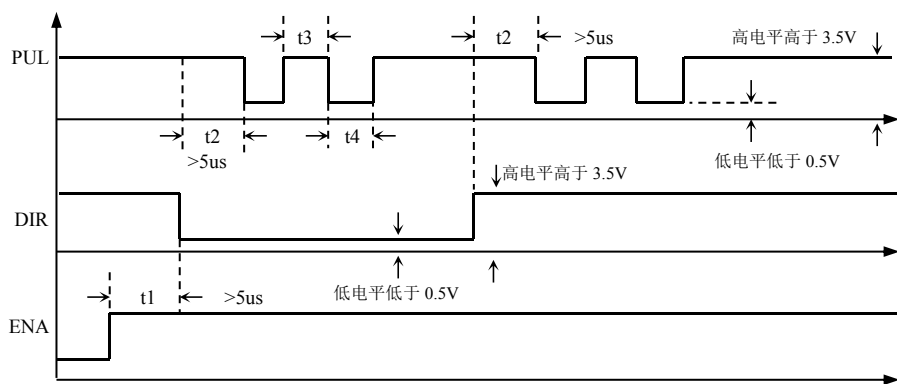 t3
t2
>5us
高电平高于 3.5V
PUL
t2
t4
>5us
低电平低于 0.5V
高电平高于 3.5V
DIR
低电平低于 0.5V
t1
>5us
ENA